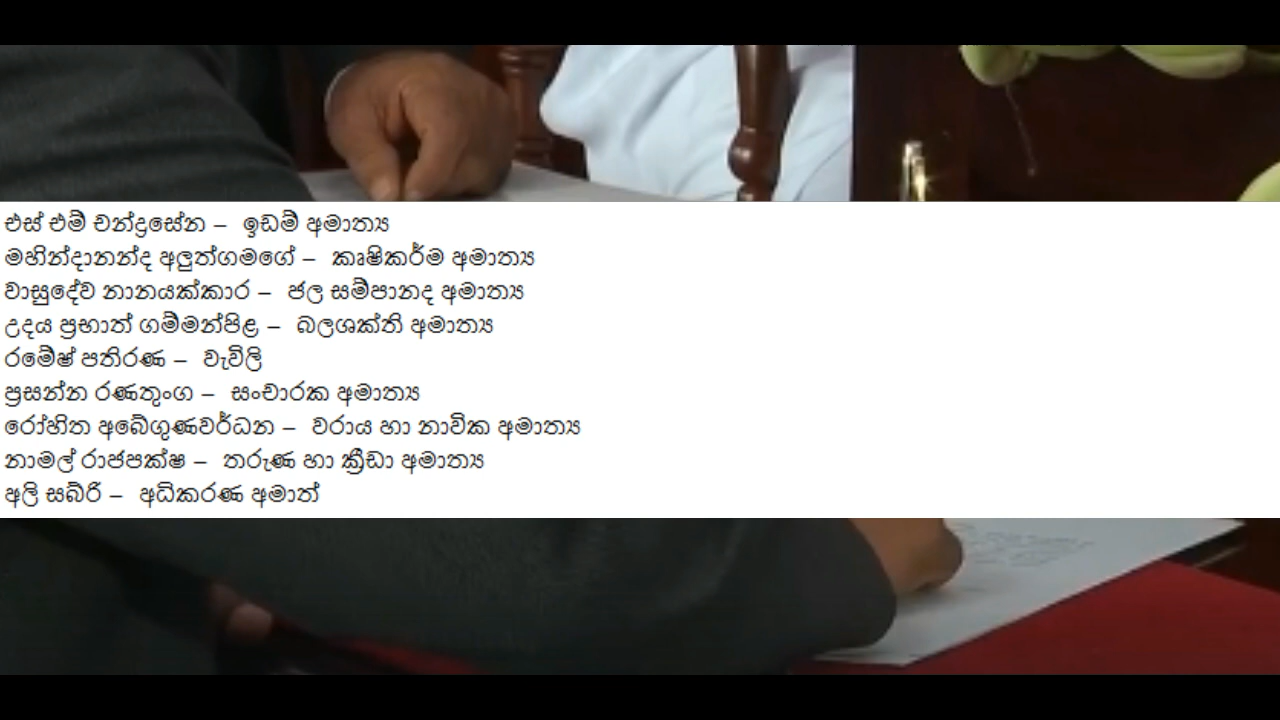 එස් එම් චන්ද්‍රසේන – ඉඩම් අමාත්‍ය
මහින්දානන්ද අලුත්ගමගේ – කෘෂිකර්ම අමාත්‍ය
වාසුදේව නානයක්කාර – ජල සම්පානද අමාත්‍ය
උදය ප්‍රභාත් ගම්මන්පිළ – බලශක්ති අමාත්‍ය
රමේෂ් පතිරණ – වැවිලි
ප්‍රසන්න රණතුංග – සංචාරක අමාත්‍ය
රෝහිත අබේගුණවර්ධන – වරාය හා නාවික අමාත්‍ය
නාමල් රාජපක්ෂ – තරුණ හා ක්‍රීඩා අමාත්‍ය
අලි සබ්රි – අධිකරණ අමාත්